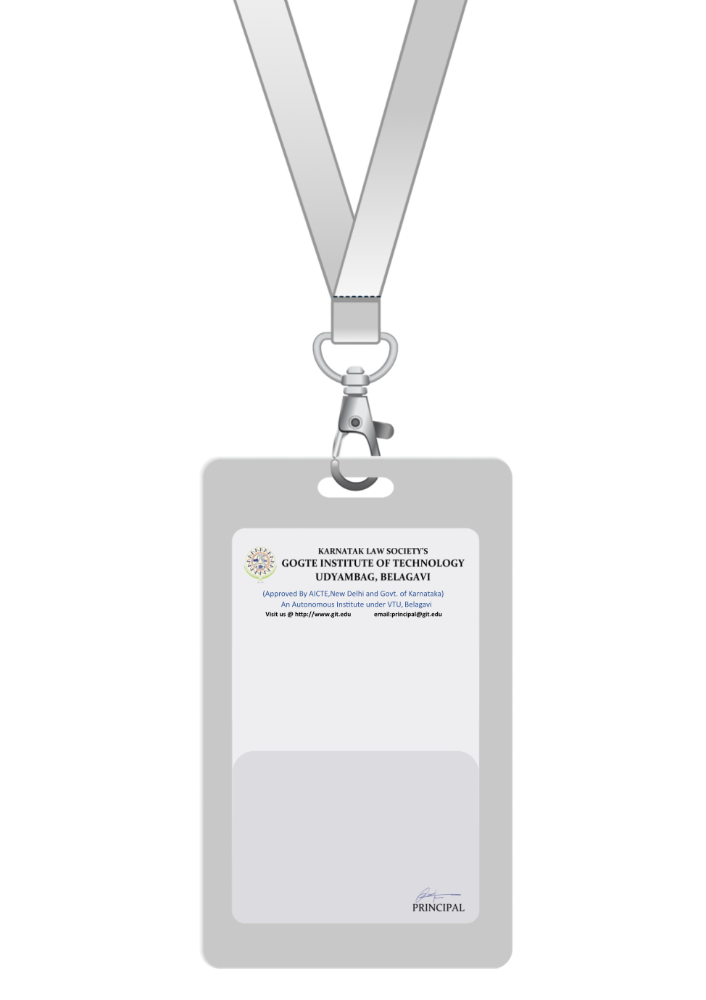 KARNATAK LAW SOCIETY'S
GOGTE INSTITUTE OF TECHNOLOGY
UDYAMBAG, BELAGAVI
(Approved By AICTE,New Delhi and Govt. of Karnataka)
An Autonomous Institute under VTU, Belagavi
Visit us @ http://www.git.edu email:principal@git.edu
PRINCIPAL